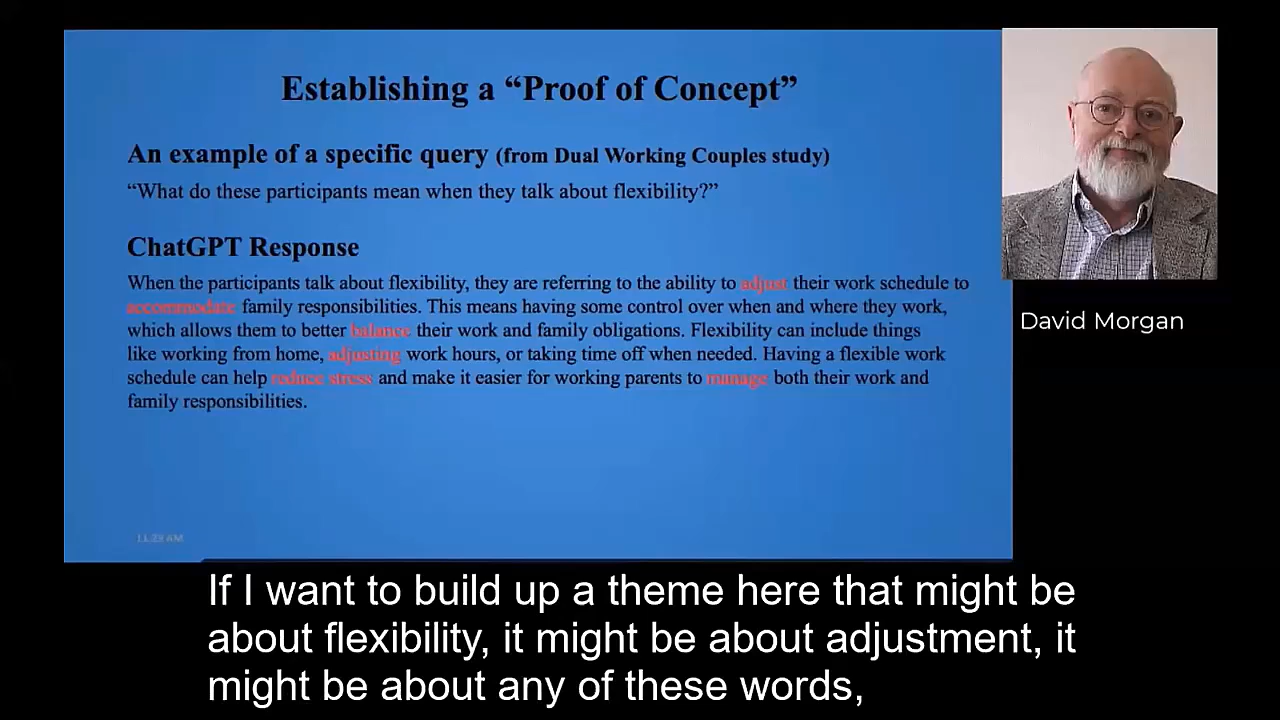 Establishing a “Proof of Concept”
An example of a specific query (from Dual Working Couples study)
“What do these participants mean when they talk about flexibility?”
ChatGPT Response
When the participants talk about flexibility, they are referring to the ability to adjust their work schedule to
accommodate family responsibilities. This means having some control over when and where they work,
which allows them to better balance their work and family obligations. Flexibility can include things
like working from home, adjusting work hours, or taking time off when needed. Having a flexible work
schedule can help reduce stress and make it easier for working parents to manage both their work and
family responsibilities.
11:23 AM
David Morgan
If I want to build up a theme here that might be
about flexibility, it might be about adjustment, it
might be about any of these words,